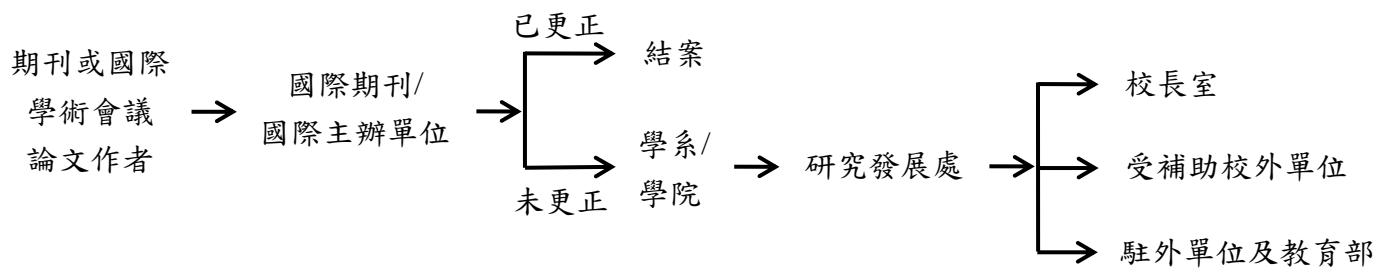 期刊或國際
學術會議
論文作者
國際期刊/
國際主辦單位
已更正
結案
未更正
學系/
學院
研究發展處
校長室
受補助校外單位
駐外單位及教育部